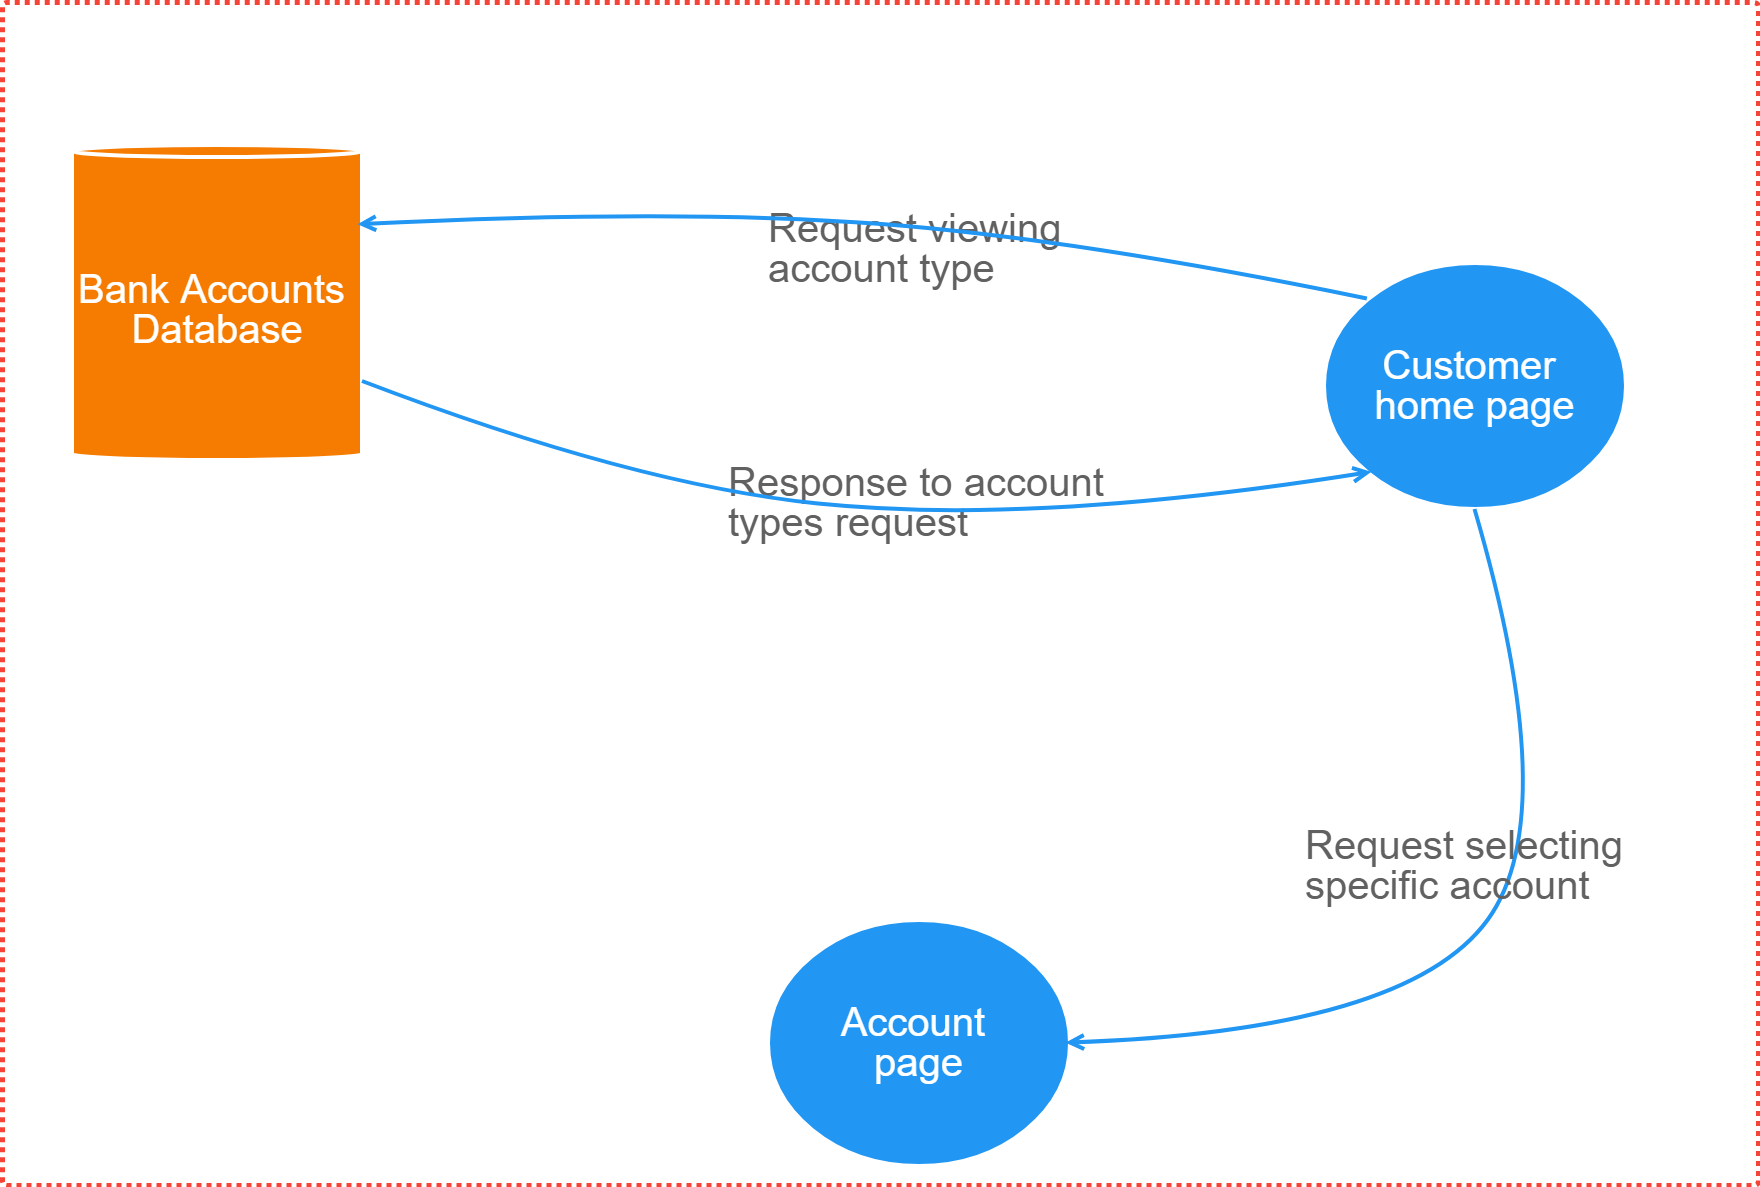 Request viewing
account type
Bank Accounts
Database
Customer
home page
Response to account
types request
Request selecting
specific account
Account
page